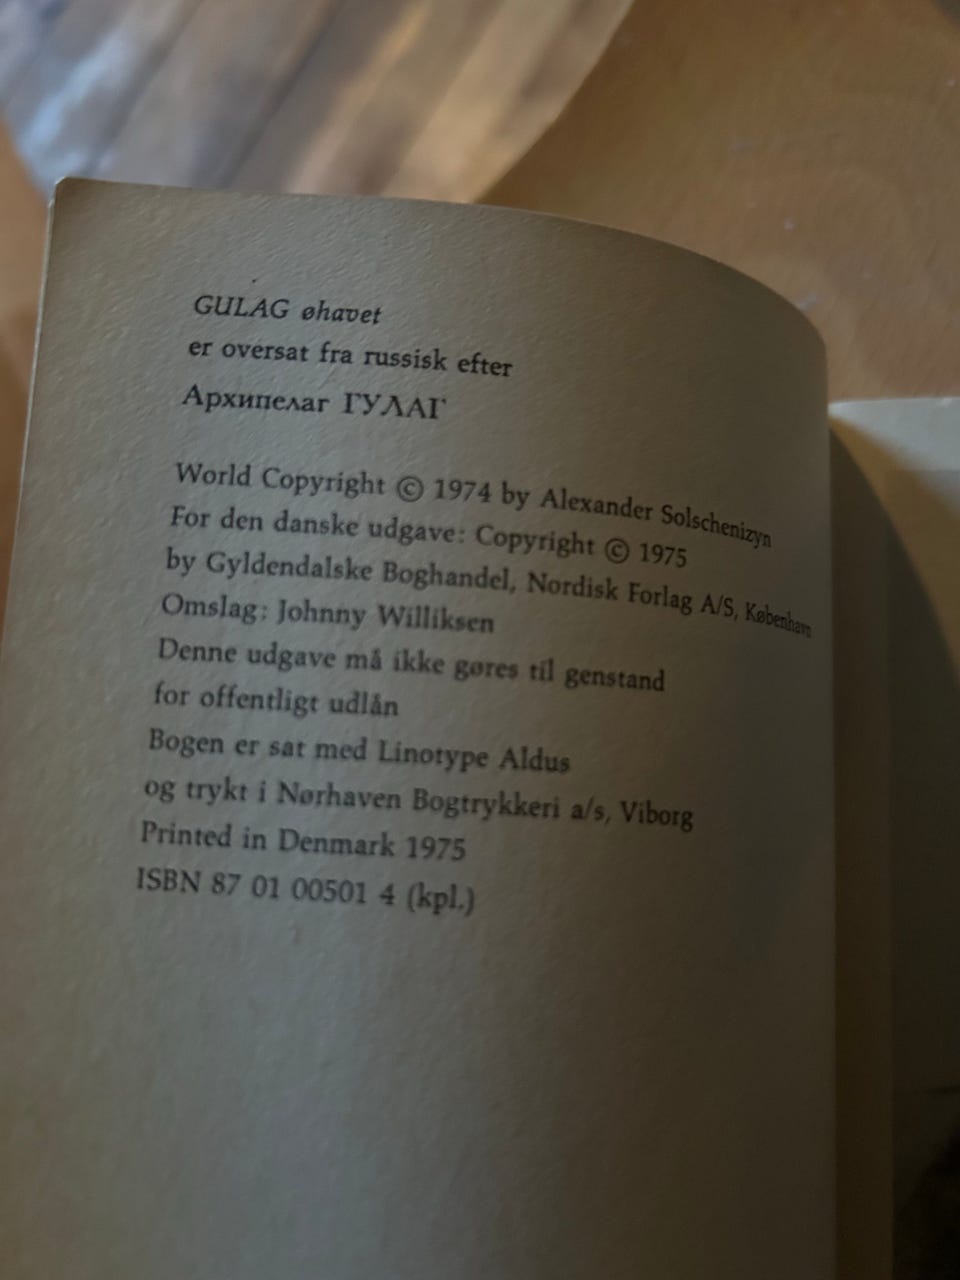 GULAG øhavet
er oversat fra russisk efter
Архипелаг ГУЛАГ
World Copyright © 1974 by Alexander Solschenizyn
For den danske udgave: Copyright © 1975
by Gyldendalske Boghandel, Nordisk Forlag A/S, København
Omslag: Johnny Williksen
Denne udgave må ikke gøres til genstand
for offentligt udlån
Bogen er sat med Linotype Aldus
og trykt i Nørhaven Bogtrykkeri a/s, Viborg
Printed in Denmark 1975
ISBN 87 01 00501 4 (kpl.)